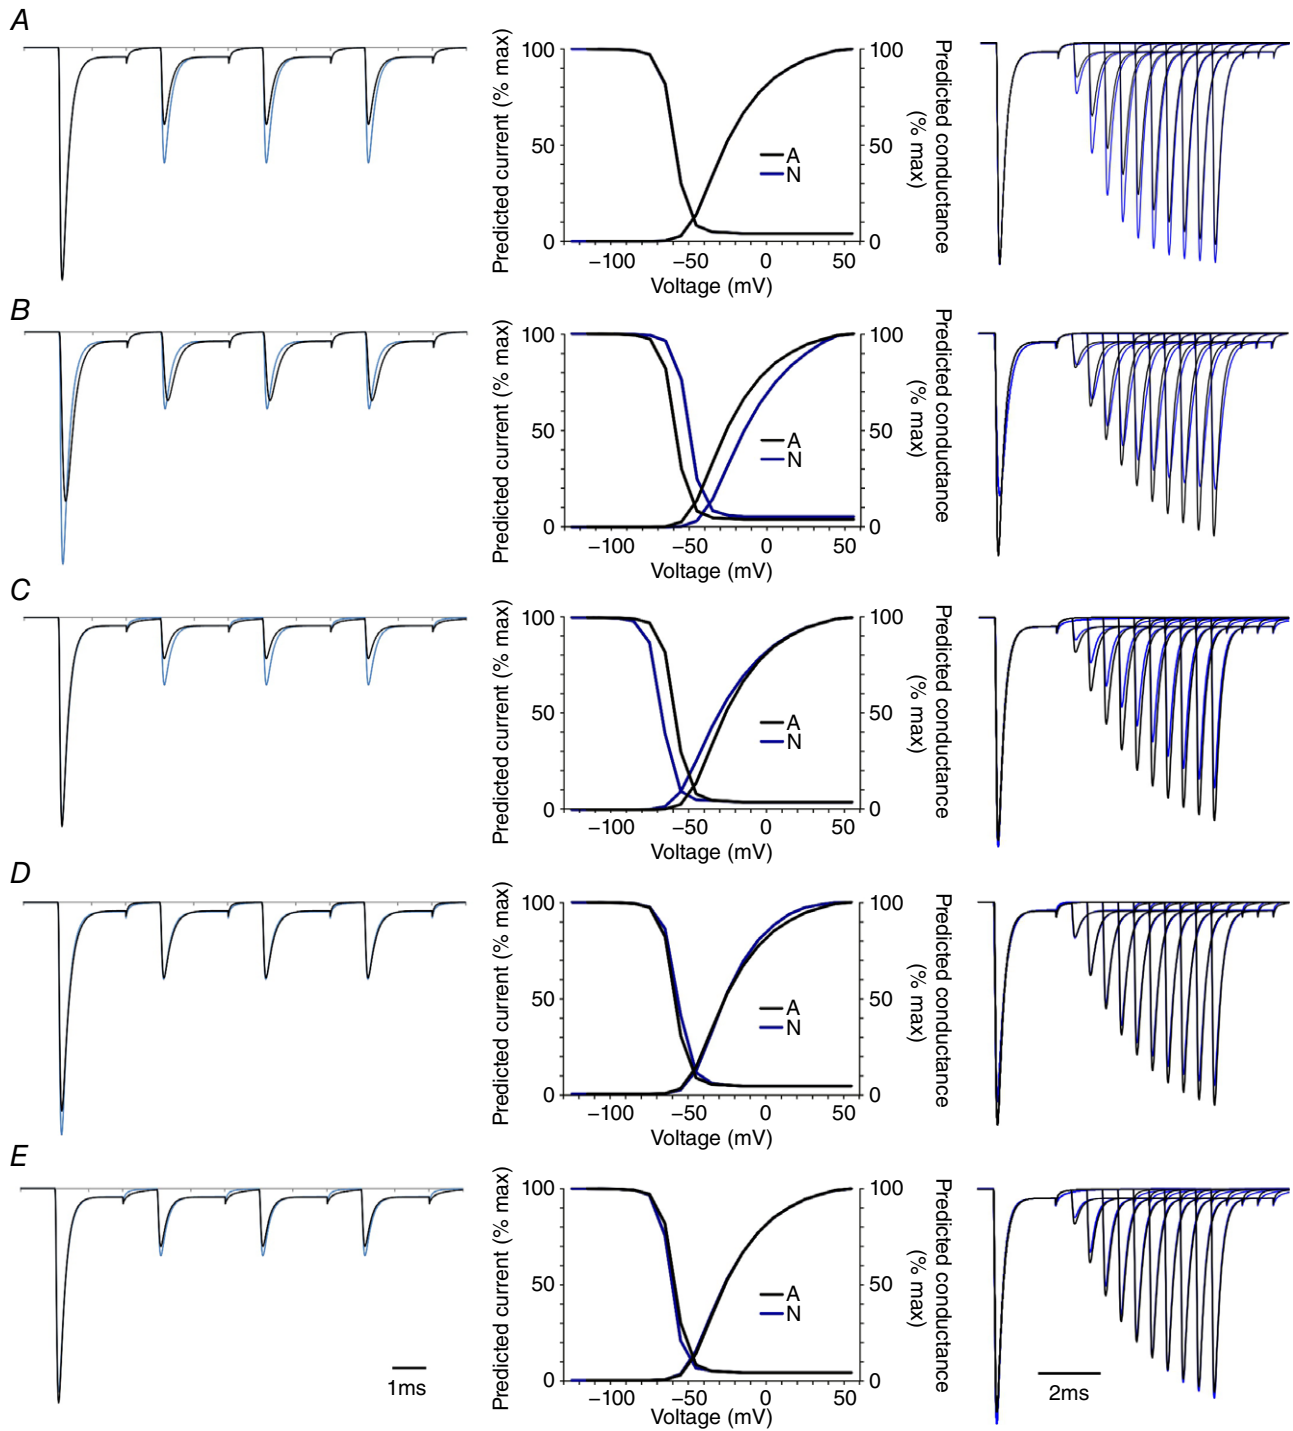 A
Predicted current (% max)
100
50
0
−100
−50
0
50
Voltage (mV)
A
N
100
50
0
Predicted conductance
(% max)
B
Predicted current (% max)
100
50
0
−100
−50
0
50
Voltage (mV)
A
N
100
50
0
Predicted conductance
(% max)
C
Predicted current (% max)
100
50
0
−100
−50
0
50
Voltage (mV)
A
N
100
50
0
Predicted conductance
(% max)
D
Predicted current (% max)
100
50
0
−100
−50
0
50
Voltage (mV)
A
N
100
50
0
Predicted conductance
(% max)
E
1ms
Predicted current (% max)
100
50
0
−100
−50
0
50
Voltage (mV)
A
N
100
50
0
Predicted conductance
(% max)
2ms